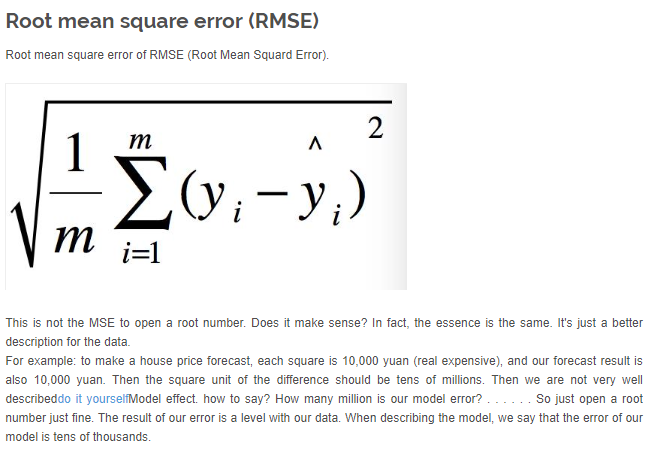 Root mean square error (RMSE)
Root mean square error of RMSE (Root Mean Squard Error).
√(1/m ∑_{i=1}^{m} (y_i − ŷ_i)^2)
This is not the MSE to open a root number. Does it make sense? In fact, the essence is the same. It's just a better
description for the data.
For example: to make a house price forecast, each square is 10,000 yuan (real expensive), and our forecast result is
also 10,000 yuan. Then the square unit of the difference should be tens of millions. Then we are not very well
describeddo it yourselfModel effect. how to say? How many million is our model error? . . . . . . So just open a root
number just fine. The result of our error is a level with our data. When describing the model, we say that the error of our
model is tens of thousands.